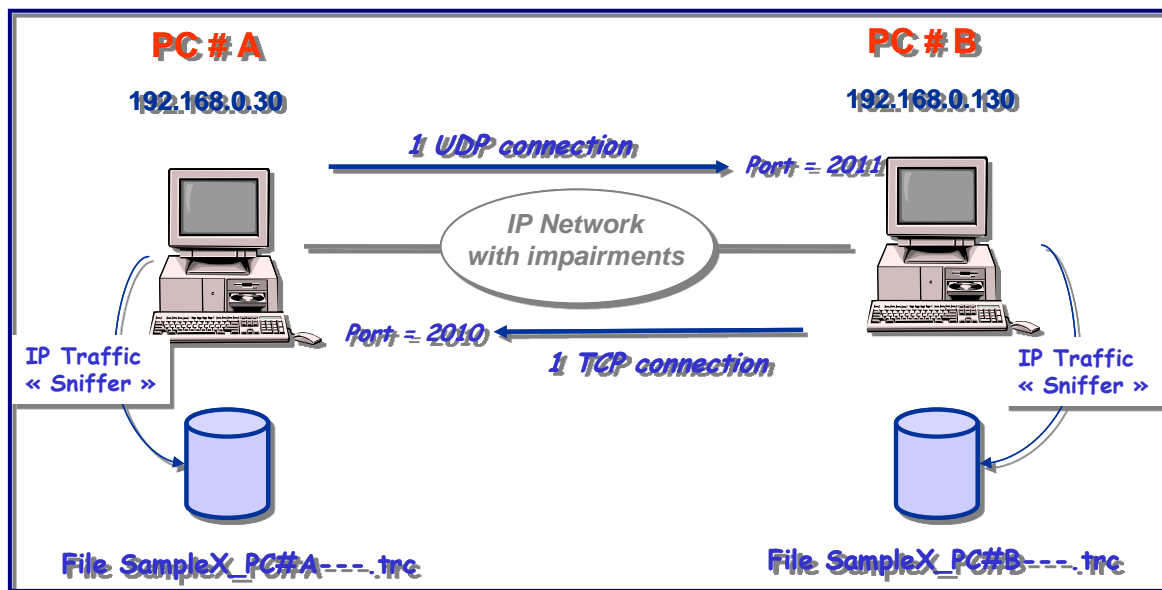 PC # A
PC # B
192.168.0.30
192.168.0.130
1 UDP connection
Port = 2011
IP Network
with impairments
Port = 2010
1 TCP connection
IP Traffic
« Sniffer »
IP Traffic
« Sniffer »
File SampleX_PC#A---.trc
File SampleX_PC#B---.trc